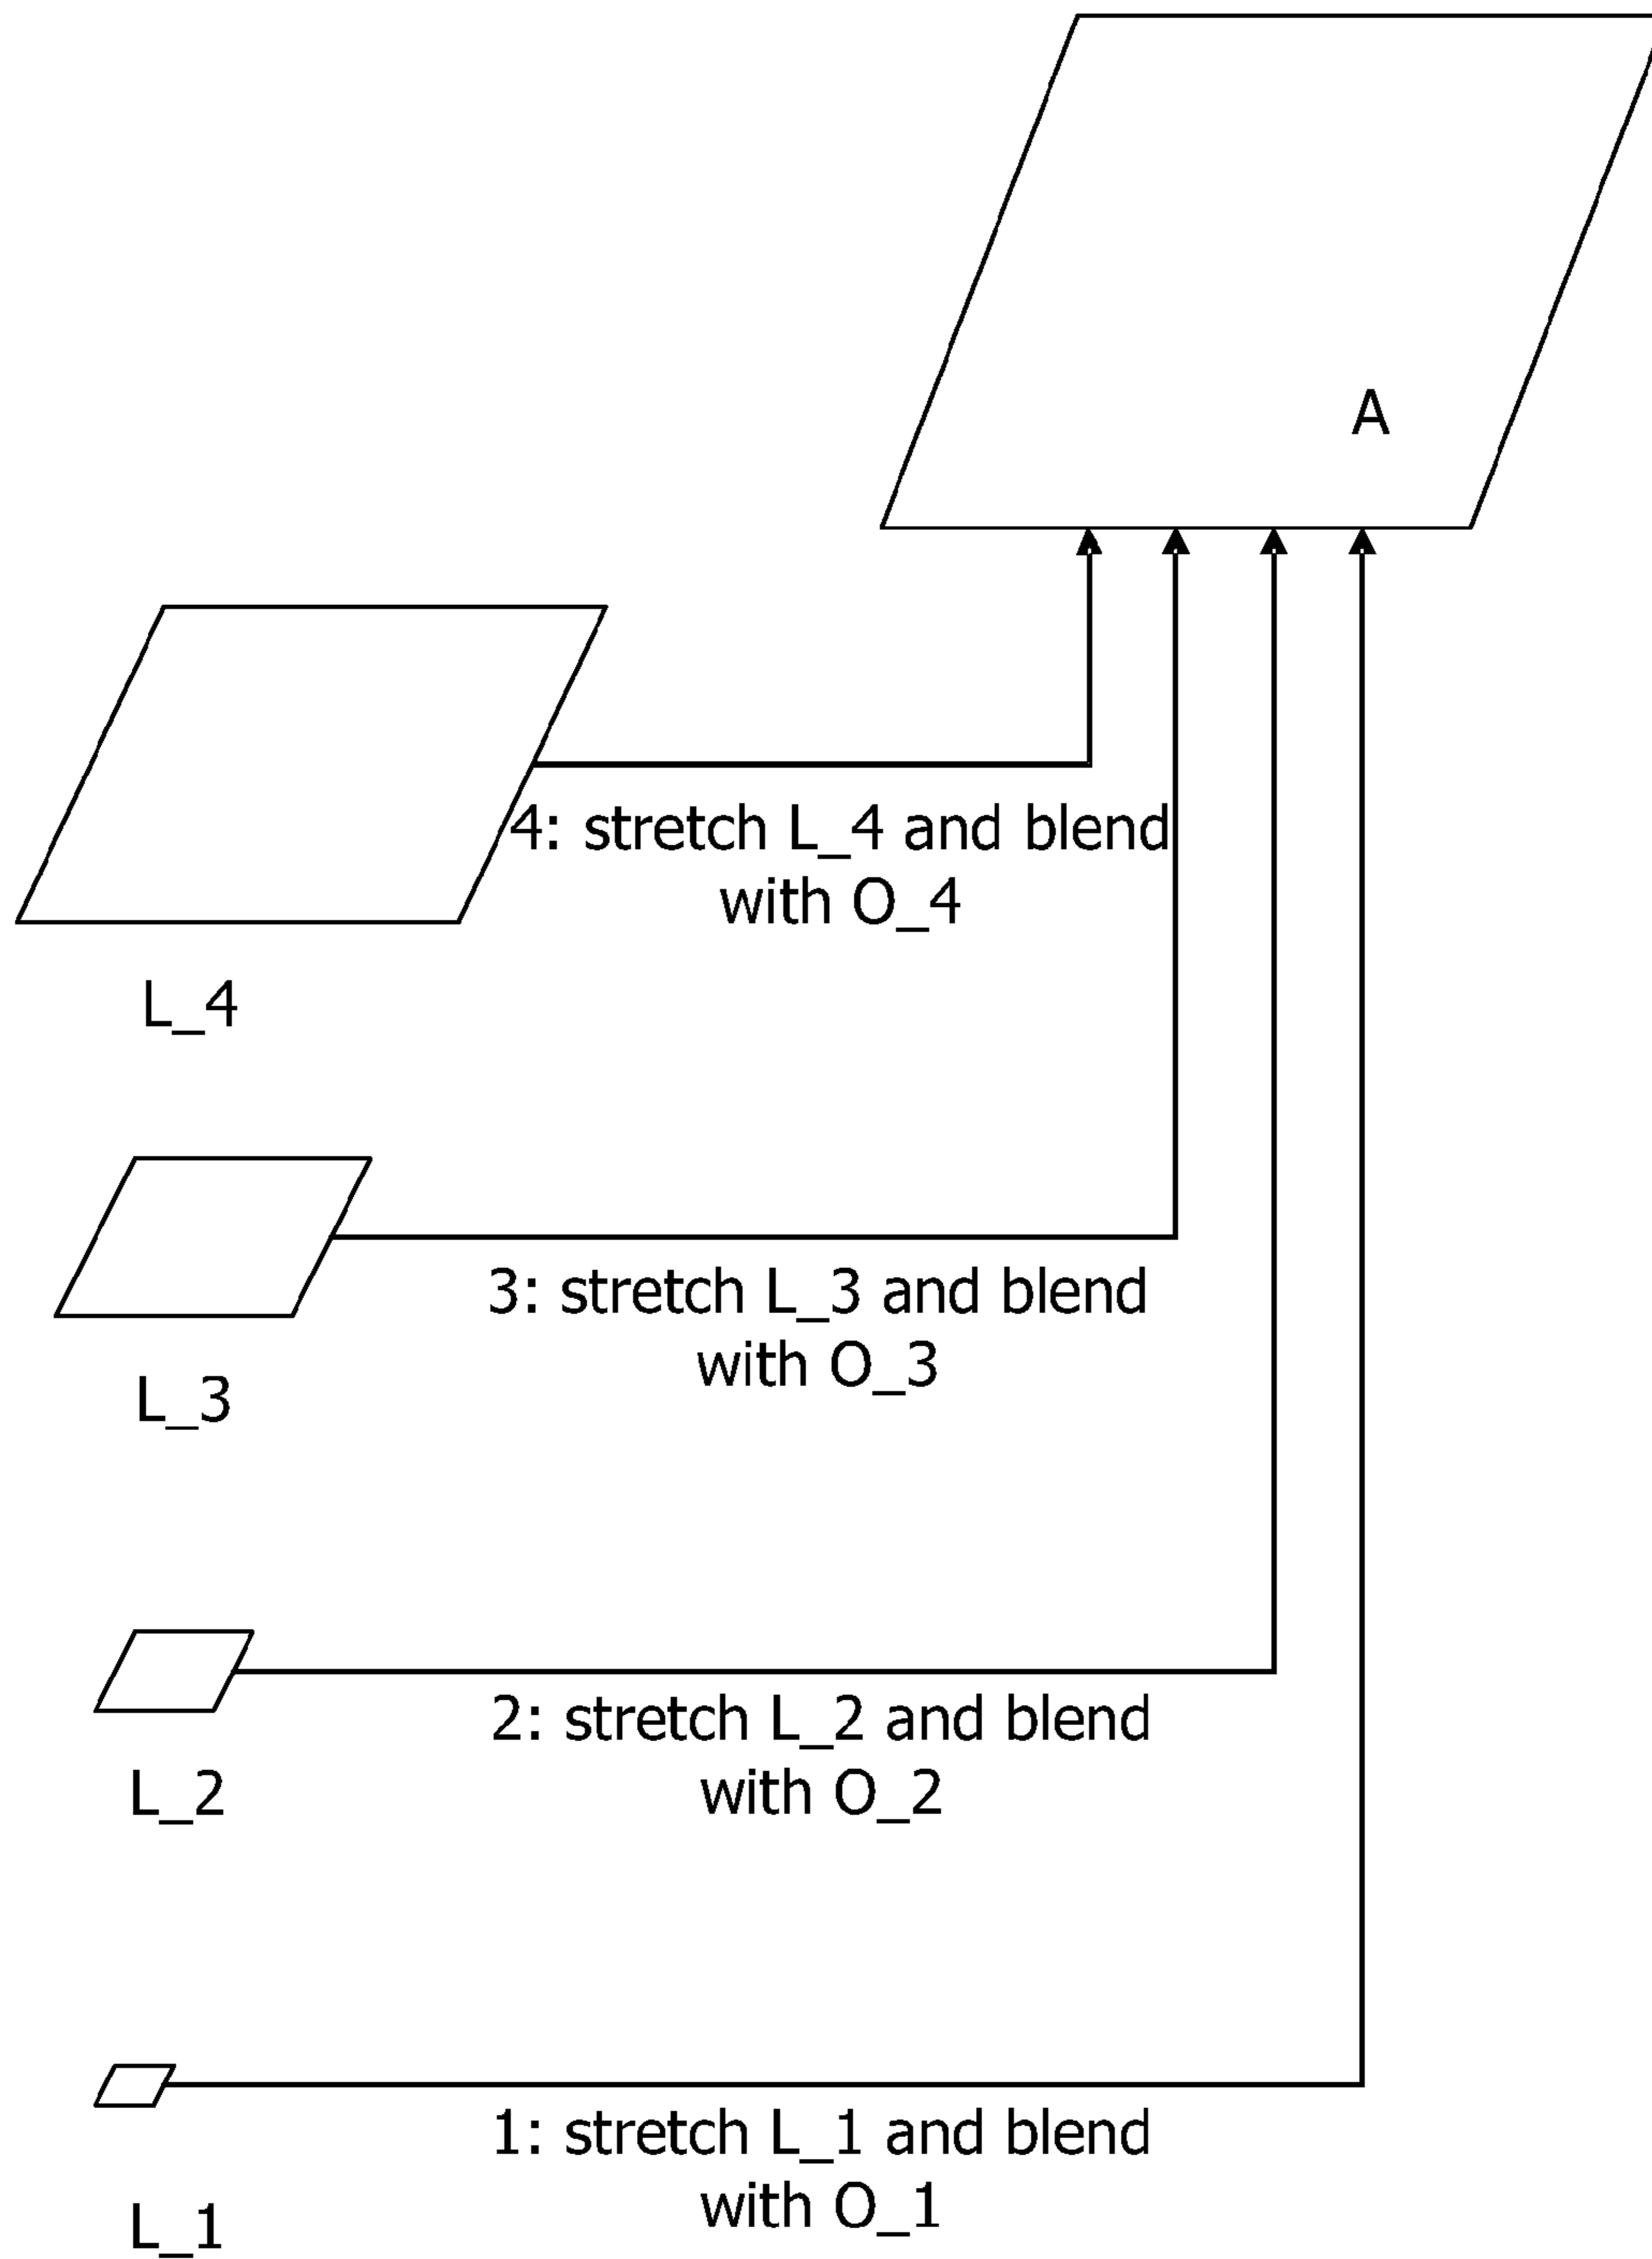 A
4: stretch L_4 and blend
with O_4
L_4
3: stretch L_3 and blend
with O_3
L_3
2: stretch L_2 and blend
with O_2
L_2
1: stretch L_1 and blend
with O_1
L_1